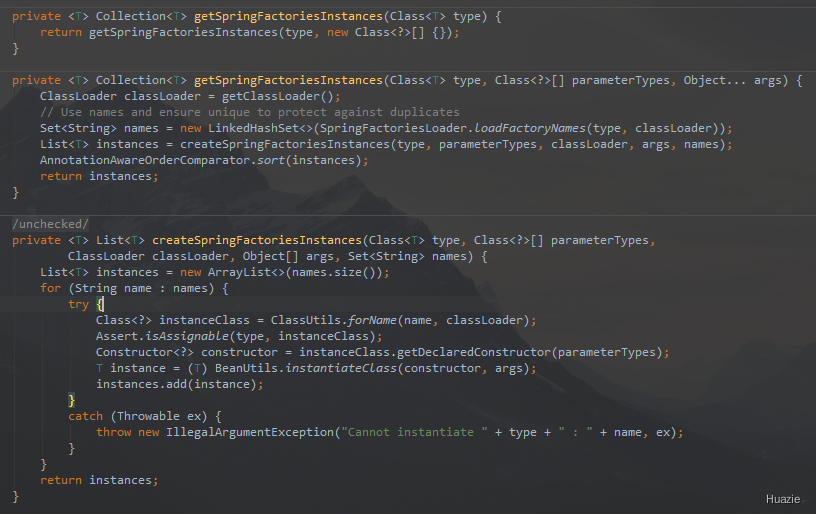 private <T> Collection<T> getSpringFactoriesInstances(Class<T> type) {
    return getSpringFactoriesInstances(type, new Class<?>[] {});
}
private <T> Collection<T> getSpringFactoriesInstances(Class<T> type, Class<?>[] parameterTypes, Object... args) {
    ClassLoader classLoader = getClassLoader();
    // Use names and ensure unique to protect against duplicates
    Set<String> names = new LinkedHashSet<>(SpringFactoriesLoader.loadFactoryNames(type, classLoader));
    List<T> instances = createSpringFactoriesInstances(type, parameterTypes, classLoader, args, names);
    AnnotationAwareOrderComparator.sort(instances);
    return instances;
}
/unchecked/
private <T> List<T> createSpringFactoriesInstances(Class<T> type, Class<?>[] parameterTypes,
        ClassLoader classLoader, Object[] args, Set<String> names) {
    List<T> instances = new ArrayList<>(names.size());
    for (String name : names) {
        try {
            Class<?> instanceClass = ClassUtils.forName(name, classLoader);
            Assert.isAssignable(type, instanceClass);
            Constructor<?> constructor = instanceClass.getDeclaredConstructor(parameterTypes);
            T instance = (T) BeanUtils.instantiateClass(constructor, args);
            instances.add(instance);
        }
        catch (Throwable ex) {
            throw new IllegalArgumentException("Cannot instantiate " + type + " : " + name, ex);
        }
    }
    return instances;
}
Huazie